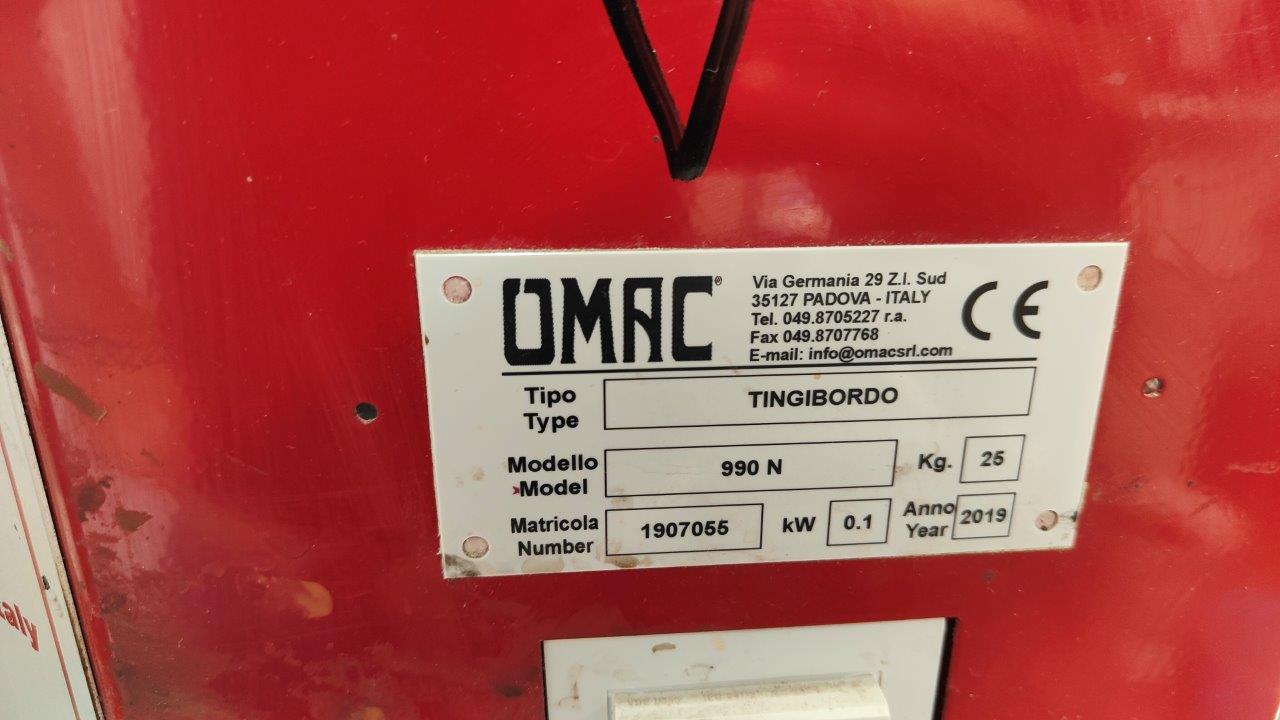 OMAC®
Via Germania 29 Z.I. Sud
35127 PADOVA - ITALY
Tel. 049.8705227 r.a.
Fax 049.8707768
E-mail: info@omacsrl.com
CE
Tipo
Type
TINGIBORDO
Modello
Model
990 N
Kg. 25
Matricola
Number
1907055
kW 0.1
Anno
Year
2019